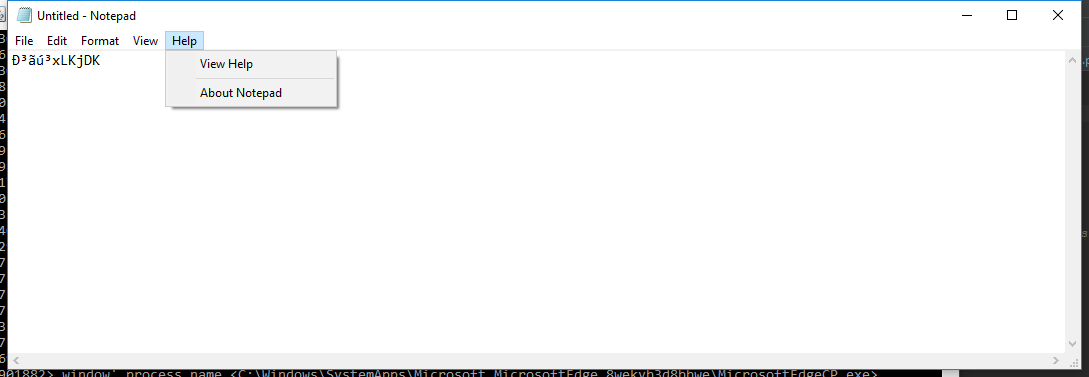 Untitled - Notepad
File Edit Format View Help
Ð³ãú³xLKjDK
View Help
About Notepad
901882> window' process name <C:\Windows\SystemApps\Microsoft.MicrosoftEdge_8wekyb3d8bbwe\MicrosoftEdgeCP.exe>